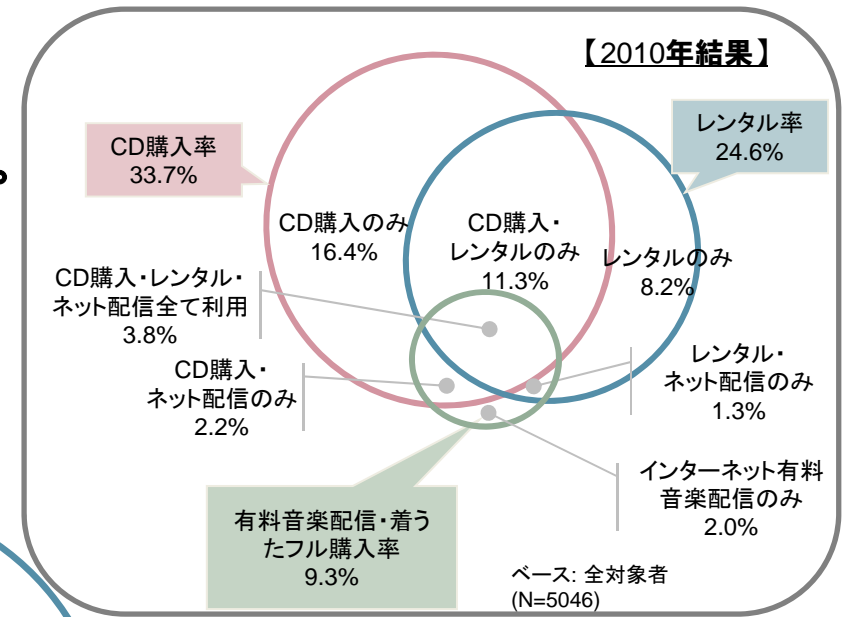 。
【2010年結果】
CD購入率
33.7%
レンタル率
24.6%
CD購入のみ
16.4%
CD購入・
レンタルのみ
11.3%
レンタルのみ
8.2%
CD購入・レンタル・
ネット配信全て利用
3.8%
CD購入・
ネット配信のみ
2.2%
レンタル・
ネット配信のみ
1.3%
インターネット有料
音楽配信のみ
2.0%
有料音楽配信・着う
たフル購入率
9.3%
ベース: 全対象者
(N=5046)